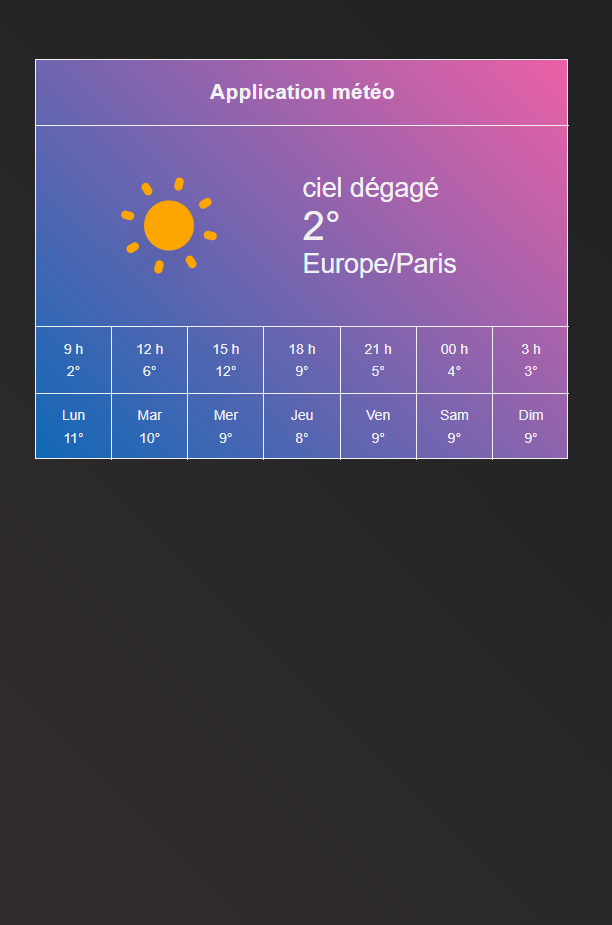 Application météo
ciel dégagé
2°
Europe/Paris
9 h 12 h 15 h 18 h 21 h 00 h 3 h
2° 6° 12° 9° 5° 4° 3°
Lun Mar Mer Jeu Ven Sam Dim
11° 10° 9° 8° 9° 9° 9°